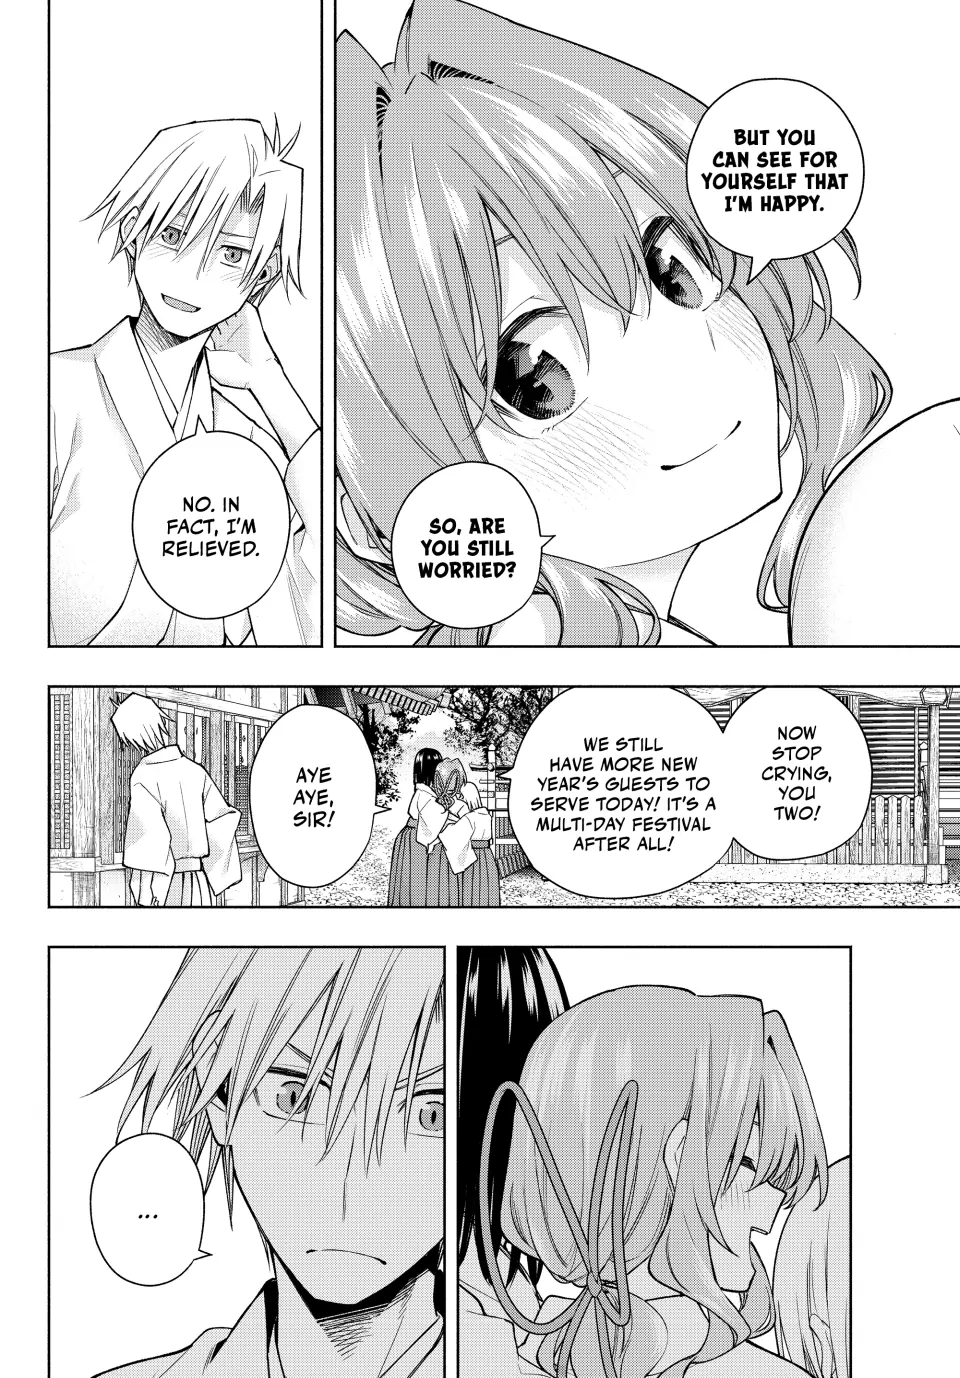 BUT YOU
CAN SEE FOR
YOURSELF THAT
I'M HAPPY.
SO, ARE
YOU STILL
WORRIED?
NO. IN
FACT, I'M
RELIEVED.
NOW
STOP
CRYING,
YOU
TWO!
WE STILL
HAVE MORE NEW
YEAR'S GUESTS TO
SERVE TODAY! IT'S A
MULTI-DAY FESTIVAL
AFTER ALL!
AYE
AYE,
SIR!
...